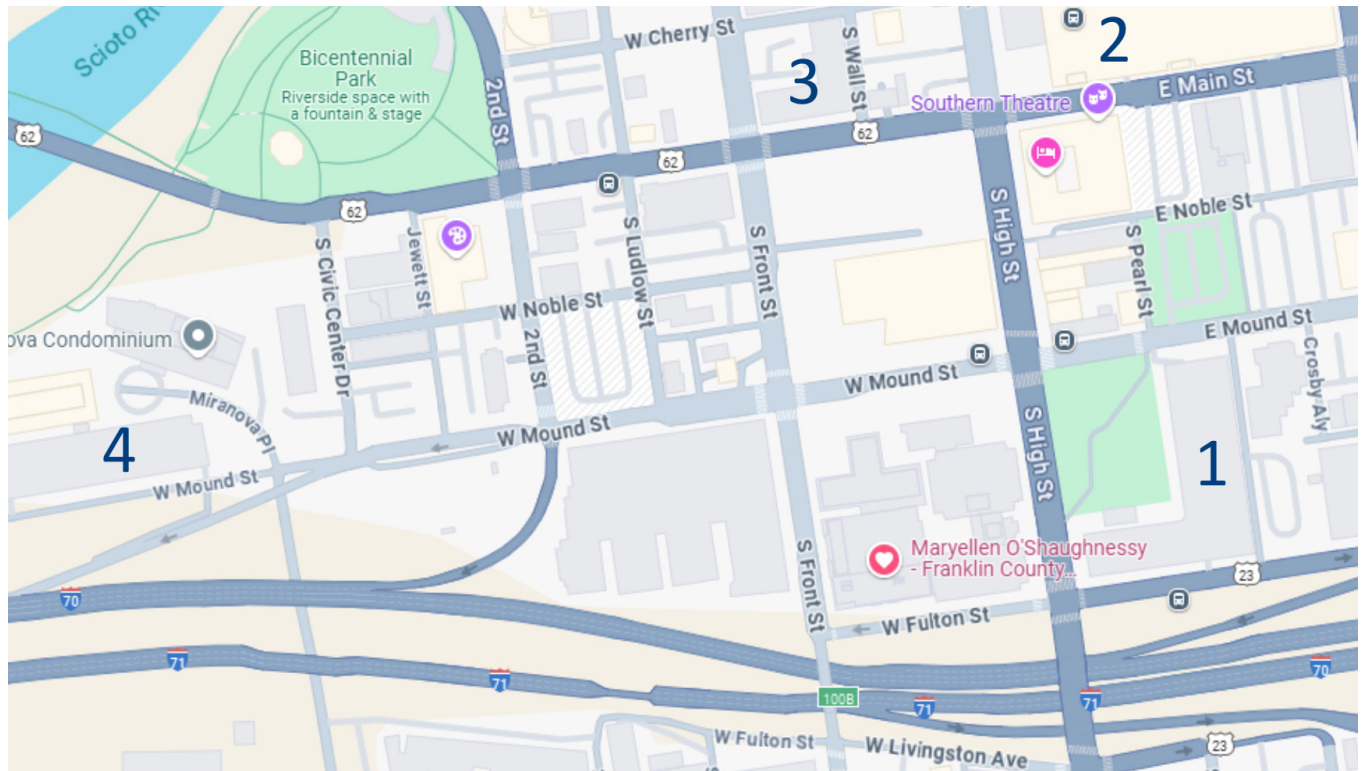 Scioto Ri
Bicentennial
Park
Riverside space with
a fountain & stage
2nd St
W Cherry St
S Wall St
3
2
E Main St
Southern Theatre
62
62
62
62
S High St
E Noble St
S Pearl St
E Mound St
Crosby Aly
S Front St
S Ludlow St
Jewett St
S Civic Center Dr
W Noble St
2nd St
ova Condominium
Miranova Pl
W Mound St
W Mound St
W Mound St
4
1
S High St
Maryellen O'Shaughnessy
- Franklin County...
S Front St
W Fulton St
23
70
71
71
100B
71
71
70
W Fulton St
W Livingston Ave
23